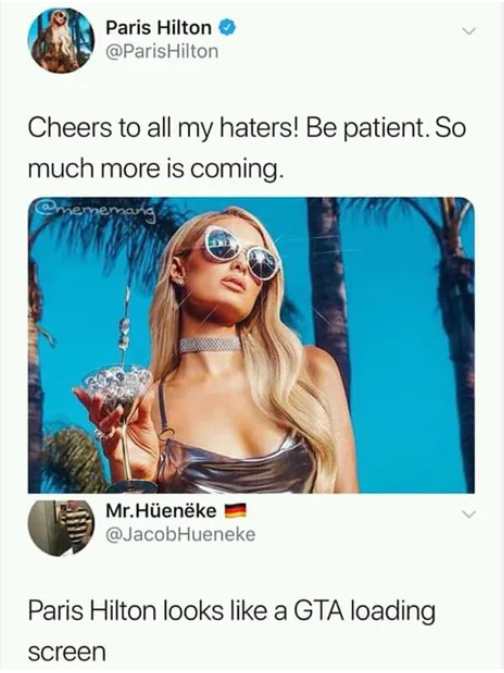 Paris Hilton
@ParisHilton
Cheers to all my haters! Be patient. So
much more is coming.
@mememang
Mr.Hüenëke
@JacobHueneke
Paris Hilton looks like a GTA loading
screen